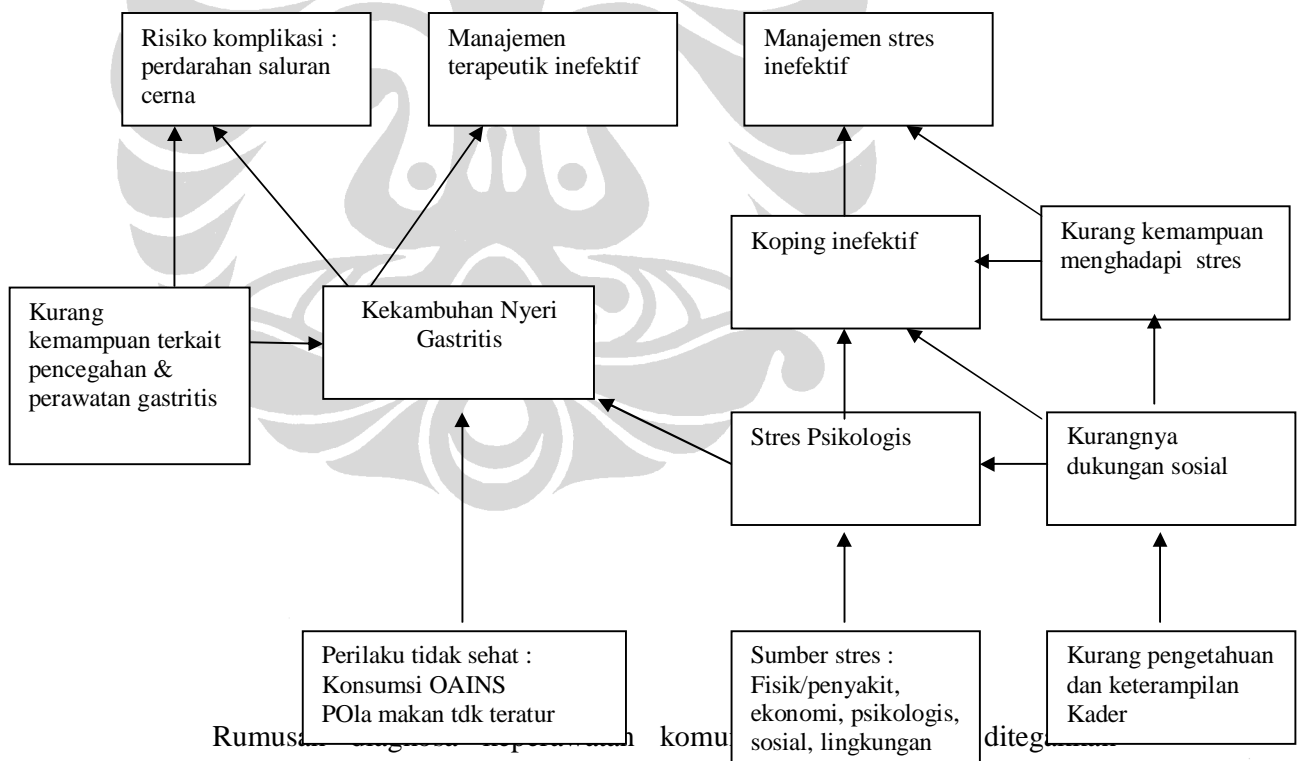 Risiko komplikasi :
perdarahan saluran
cerna
Manajemen
terapeutik inefektif
Manajemen stres
inefektif
Koping inefektif
Kurang kemampuan
menghadapi stres
Kurang
kemampuan terkait
pencegahan &
perawatan gastritis
Kekambuhan Nyeri
Gastritis
Stres Psikologis
Kurangnya
dukungan sosial
Perilaku tidak sehat :
Konsumsi OAINS
POla makan tdk teratur
Sumber stres :
Fisik/penyakit,
ekonomi, psikologis,
sosial, lingkungan
Kurang pengetahuan
dan keterampilan
Kader
Rumusan